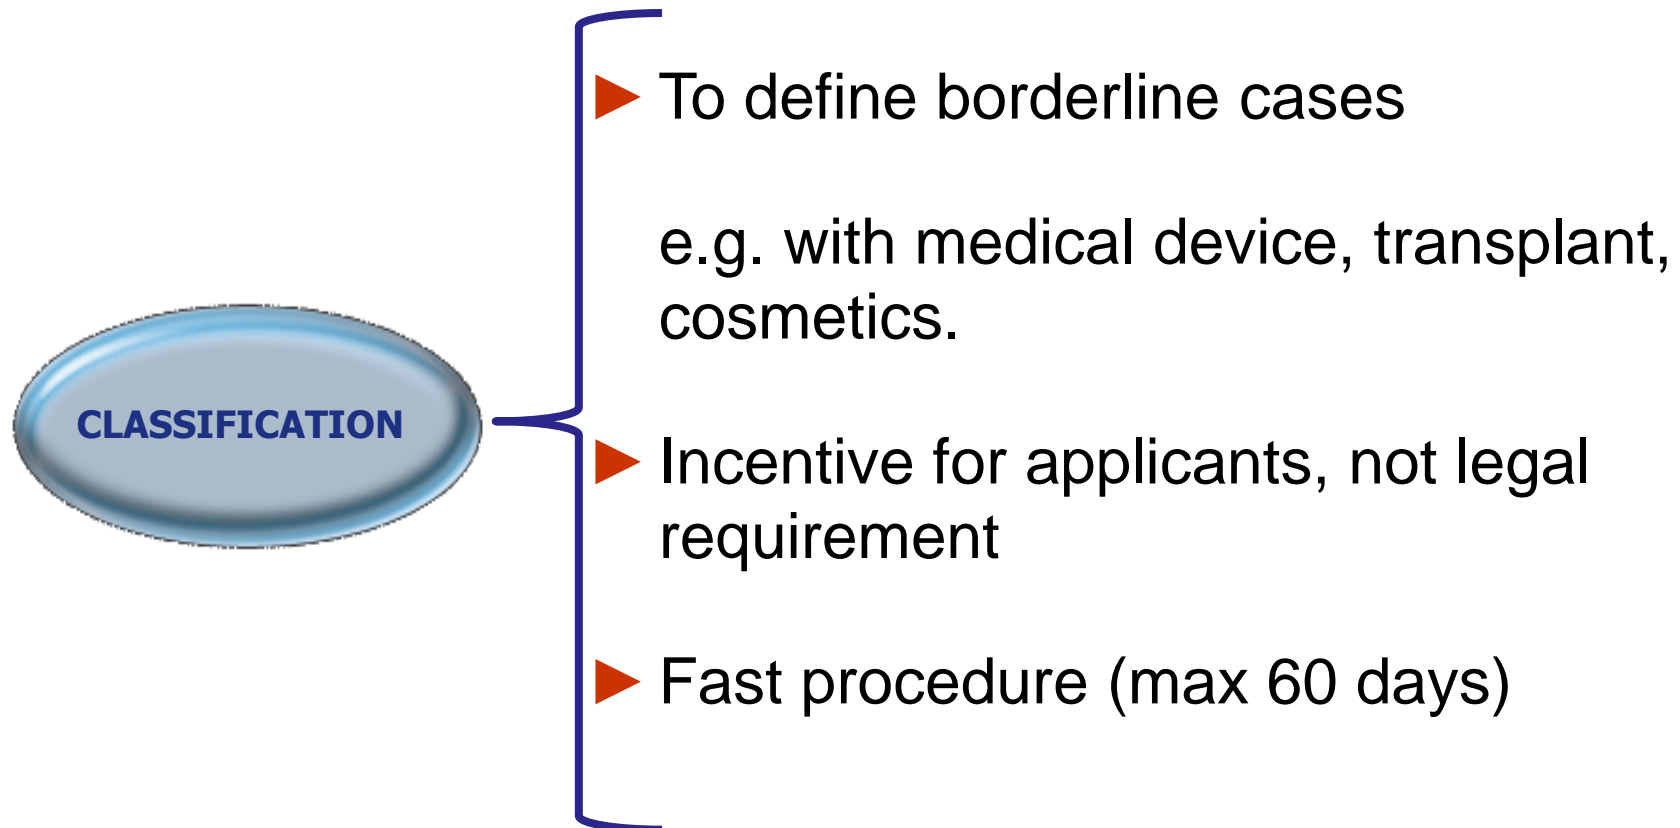 CLASSIFICATION
► To define borderline cases
e.g. with medical device, transplant,
cosmetics.
► Incentive for applicants, not legal
requirement
► Fast procedure (max 60 days)